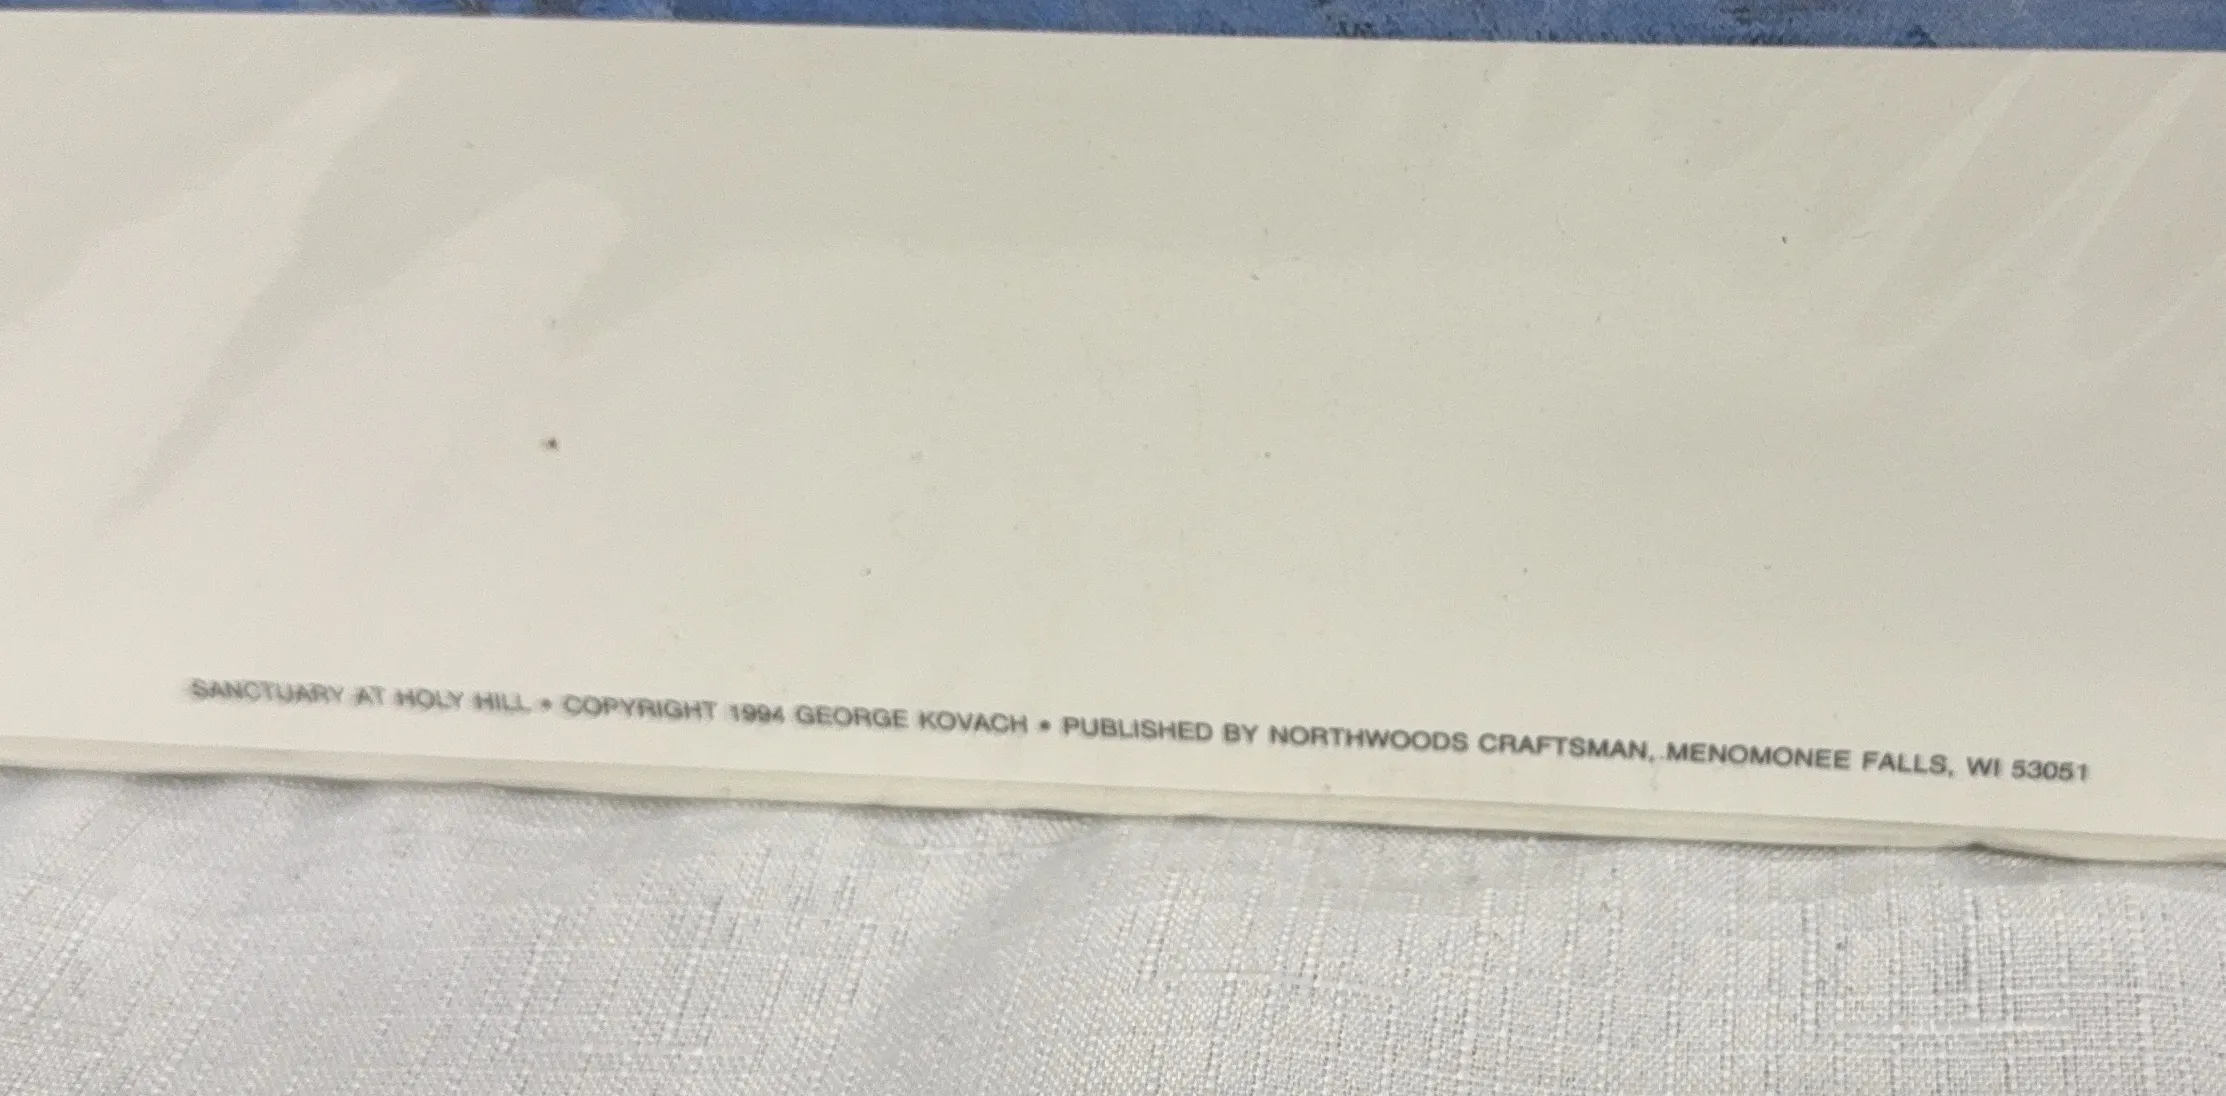 SANCTUARY AT HOLY HILL • COPYRIGHT 1994 GEORGE KOVACH • PUBLISHED BY NORTHWOODS CRAFTSMAN, MENOMONEE FALLS, WI 53051